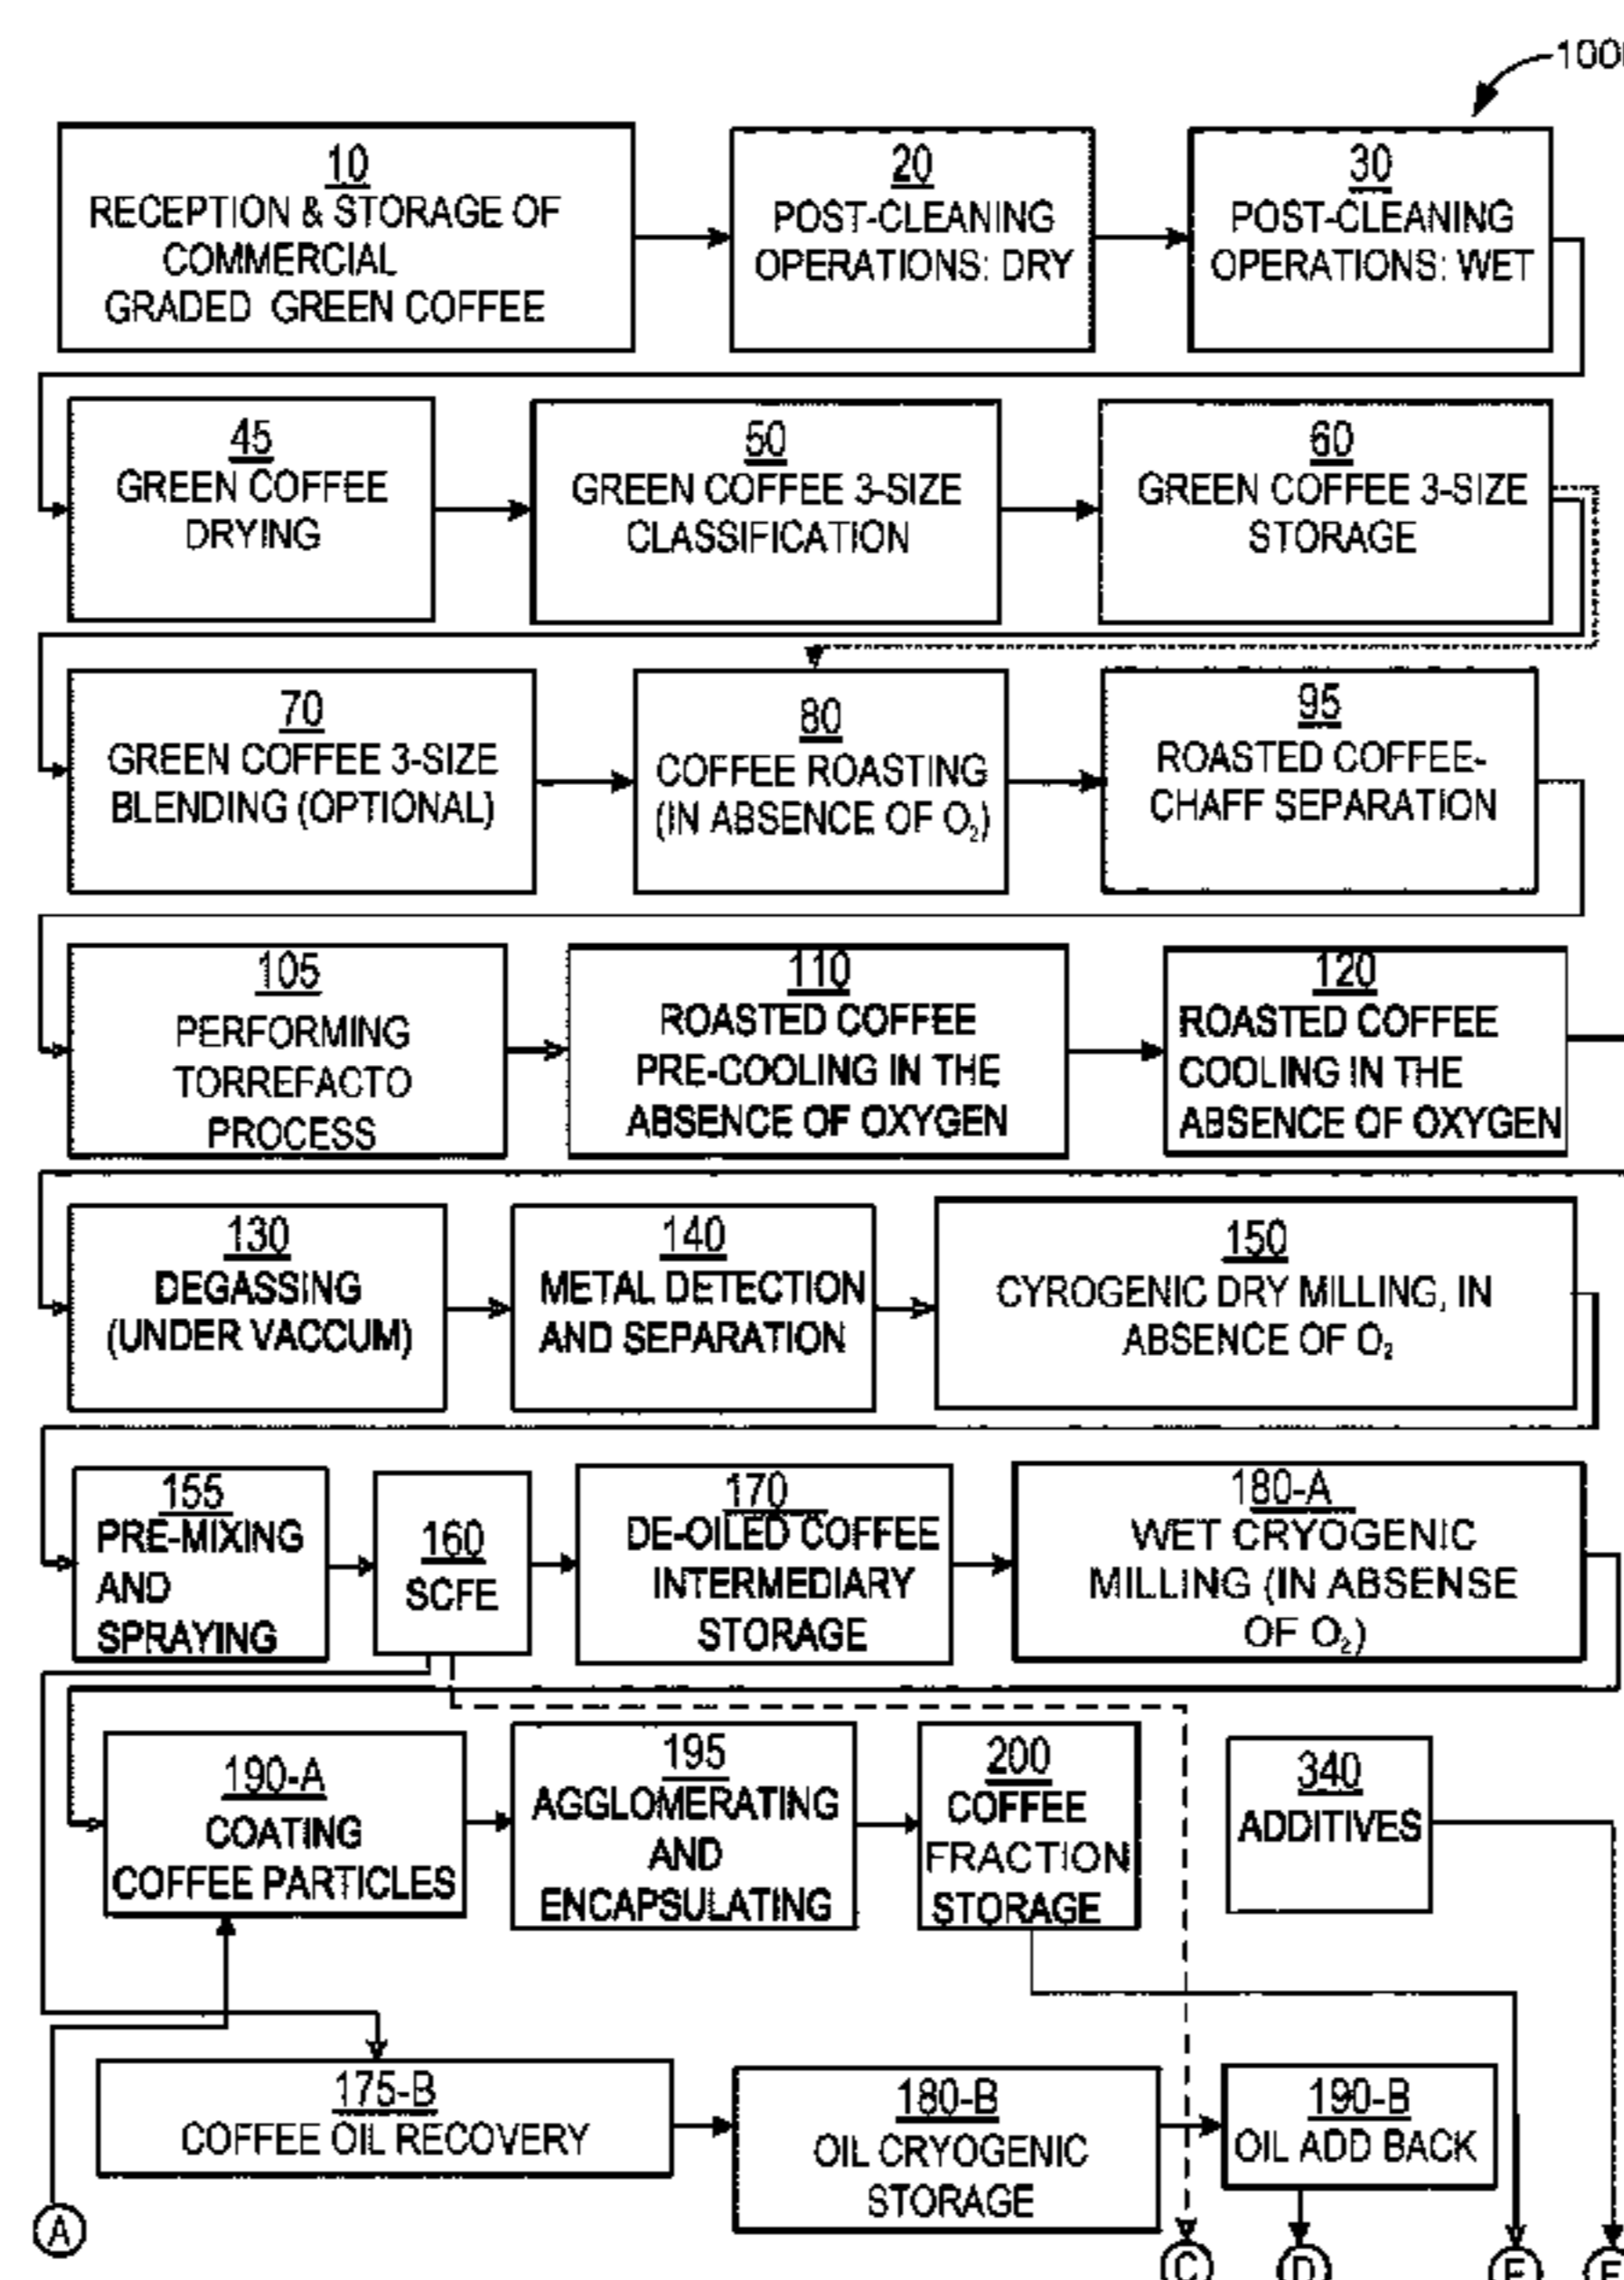 100
10
RECEPTION & STORAGE OF
COMMERCIAL
GRADED GREEN COFFEE
20
POST-CLEANING
OPERATIONS: DRY
30
POST-CLEANING
OPERATIONS: WET
45
GREEN COFFEE
DRYING
50
GREEN COFFEE 3-SIZE
CLASSIFICATION
60
GREEN COFFEE 3-SIZE
STORAGE
70
GREEN COFFEE 3-SIZE
BLENDING (OPTIONAL)
80
COFFEE ROASTING
(IN ABSENCE OF O₂)
95
ROASTED COFFEE-
CHAFF SEPARATION
105
PERFORMING
TORREFACTO
PROCESS
110
ROASTED COFFEE
PRE-COOLING IN THE
ABSENCE OF OXYGEN
120
ROASTED COFFEE
COOLING IN THE
ABSENCE OF OXYGEN
130
DEGASSING
(UNDER VACCUM)
140
METAL DETECTION
AND SEPARATION
150
CYROGENIC DRY MILLING, IN
ABSENCE OF O₂
155
PRE-MIXING
AND
SPRAYING
160
SCFE
170
DE-OILED COFFEE
INTERMEDIARY
STORAGE
180-A
WET CRYOGENIC
MILLING (IN ABSENSE
OF O₂)
190-A
COATING
COFFEE PARTICLES
195
AGGLOMERATING
AND
ENCAPSULATING
200
COFFEE
FRACTION
STORAGE
340
ADDITIVES
175-B
COFFEE OIL RECOVERY
180-B
OIL CRYOGENIC
STORAGE
190-B
OIL ADD BACK
A
C
D